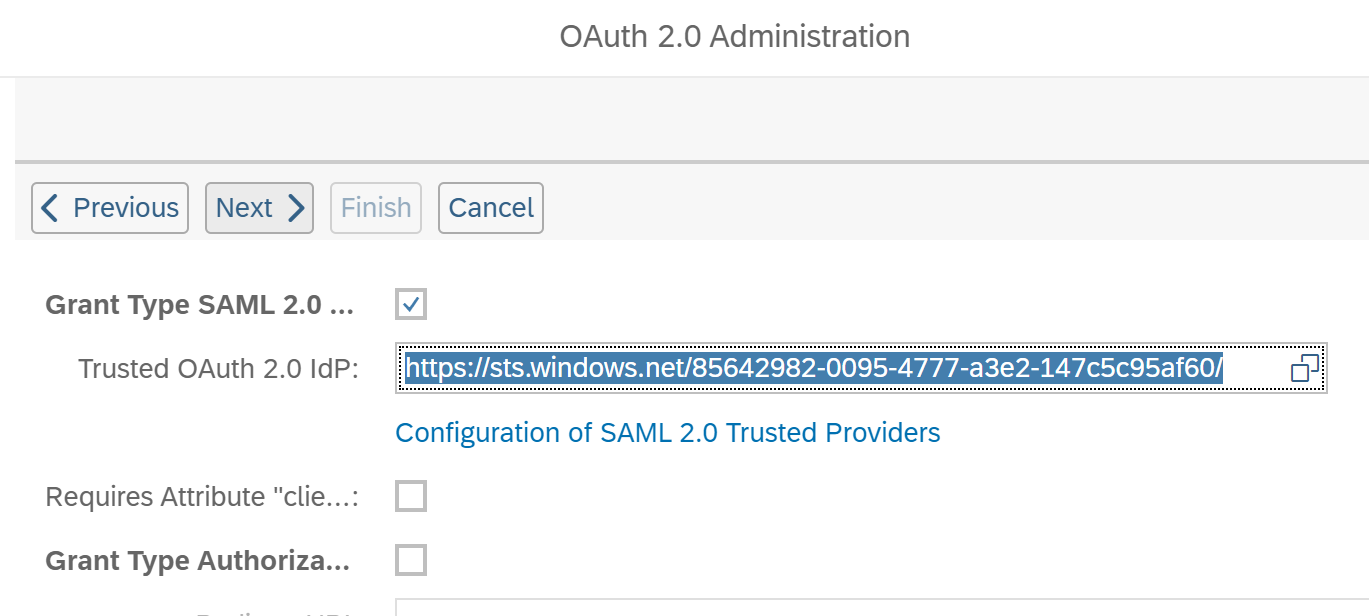 OAuth 2.0 Administration
Previous Next Finish Cancel
Grant Type SAML 2.0 ...
Trusted OAuth 2.0 IdP: https://sts.windows.net/85642982-0095-4777-a3e2-147c5c95af60/
Configuration of SAML 2.0 Trusted Providers
Requires Attribute "clie...:
Grant Type Authoriza...